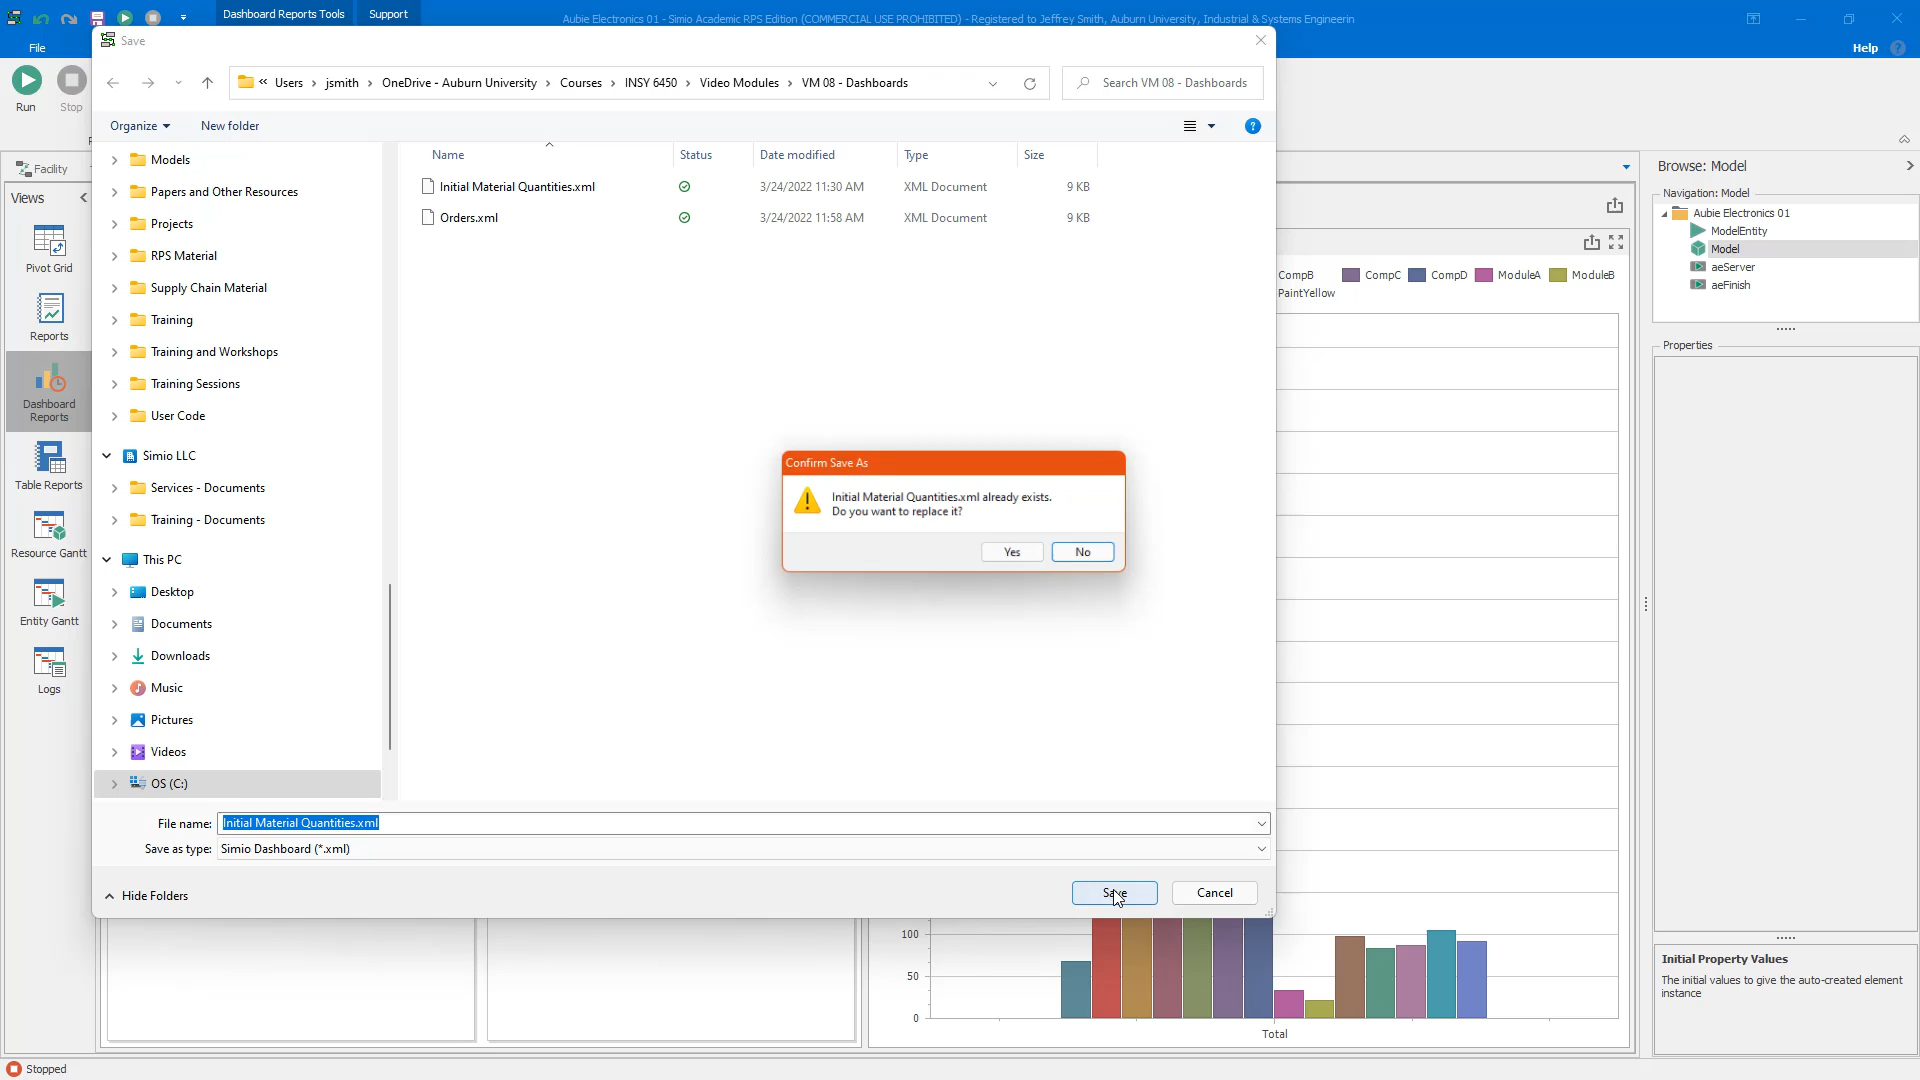 Dashboard Reports Tools
Support
Aubie Electronics 01 - Simio Academic RPS Edition (COMMERCIAL USE PROHIBITED) - Registered to Jeffrey Smith, Auburn University, Industrial & Systems Engineerin
File
Help
Run
Stop
Save
« Users > jsmith > OneDrive - Auburn University > Courses > INSY 6450 > Video Modules > VM 08 - Dashboards
Search VM 08 - Dashboards
Organize
New folder
Name
Status
Date modified
Type
Size
Initial Material Quantities.xml
3/24/2022 11:30 AM
XML Document
9 KB
Orders.xml
3/24/2022 11:58 AM
XML Document
9 KB
Models
Papers and Other Resources
Projects
RPS Material
Supply Chain Material
Training
Training and Workshops
Training Sessions
User Code
Simio LLC
Services - Documents
Training - Documents
This PC
Desktop
Documents
Downloads
Music
Pictures
Videos
OS (C:)
File name:
Initial Material Quantities.xml
Save as type:
Simio Dashboard (*.xml)
Hide Folders
Save
Cancel
Confirm Save As
Initial Material Quantities.xml already exists.
Do you want to replace it?
Yes
No
Facility
Views
Pivot Grid
Reports
Dashboard
Reports
Table Reports
Resource Gantt
Entity Gantt
Logs
CompB
CompC
CompD
ModuleA
ModuleB
PaintYellow
100
50
0
Total
Browse: Model
Navigation: Model
Aubie Electronics 01
ModelEntity
Model
aeServer
aeFinish
Properties
Initial Property Values
The initial values to give the auto-created element
instance
Stopped